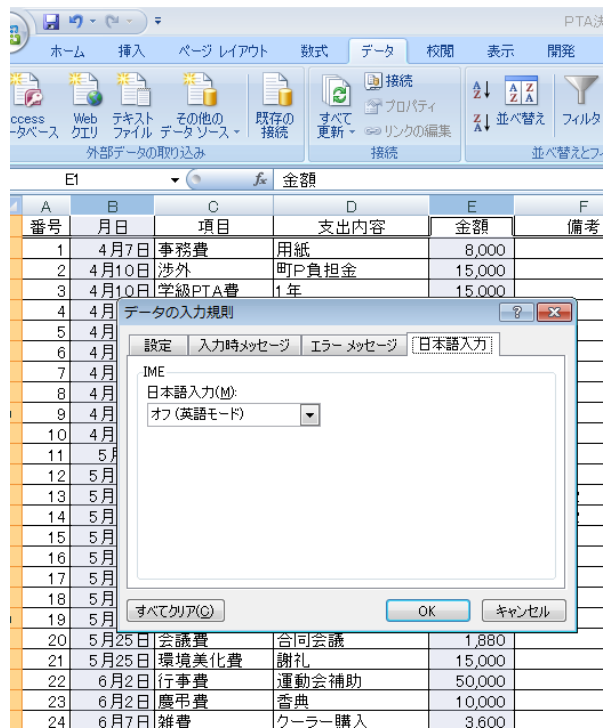 PTA決
ホーム 挿入 ページ レイアウト 数式 データ 校閲 表示 開発
ccess
ータベース
Web
クエリ
テキスト
ファイル
その他の
データ ソース
既存の
接続
すべて
更新
接続
プロパティ
リンクの編集
並べ替え
フィルタ
外部データの取り込み 接続 並べ替えとフィ
E1 fx 金額
A B C D E F
番号 月日 項目 支出内容 金額 備考
1 4月7日 事務費 用紙 8,000
2 4月10日 渉外 町P負担金 15,000
3 4月10日 学級PTA費 1年 15,000
4 4月
5 4月
6 4月
7 4月
8 4月
9 4月
10 4月
11 5月
12 5月
13 5月
14 5月
15 5月
16 5月
17 5月
18 5月
19 5月
データの入力規則
設定 入力時メッセージ エラー メッセージ 日本語入力
IME
日本語入力(M):
オフ (英語モード)
すべてクリア(C) OK キャンセル
20 5月25日 会議費 合同会議 1,880
21 5月25日 環境美化費 謝礼 15,000
22 6月2日 行事費 運動会補助 50,000
23 6月2日 慶弔費 香典 10,000
24 6月7日 雑費 クーラー購入 3,600